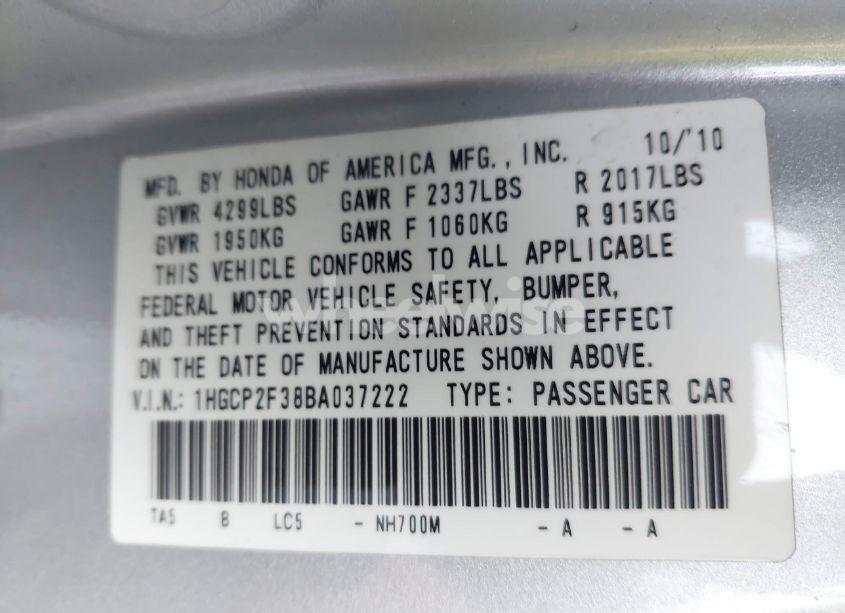 MFD. BY HONDA OF AMERICA MFG., INC. 10/'10
GVWR 4299LBS GAWR F 2337LBS R 2017LBS
GVWR 1950KG GAWR F 1060KG R 915KG
THIS VEHICLE CONFORMS TO ALL APPLICABLE
FEDERAL MOTOR VEHICLE SAFETY, BUMPER,
AND THEFT PREVENTION STANDARDS IN EFFECT
ON THE DATE OF MANUFACTURE SHOWN ABOVE.
V.I.N.: 1HGCP2F38BA037222 TYPE: PASSENGER CAR
TA5 B LC5 - NH700M - A - A
wheelwise